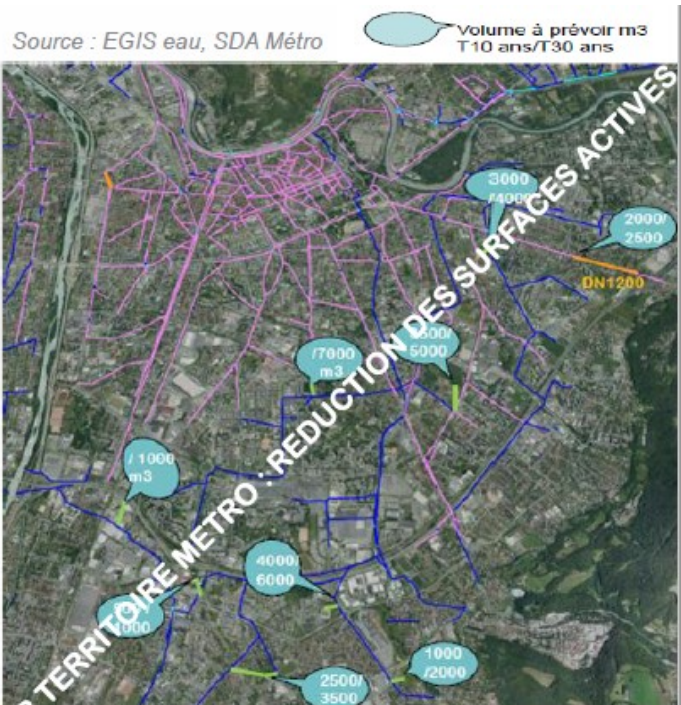 Source : EGIS eau, SDA Métro
Volume à prévoir m3
T10 ans/T30 ans
TERRITOIRE METRO : REDUCTION DES SURFACES ACTIVES
3000
/4000
2000/
2500
DN1200
/7000
m3
5000
/ 1000
m3
4000/
6000
1000
1000
/2000
2500/
3500